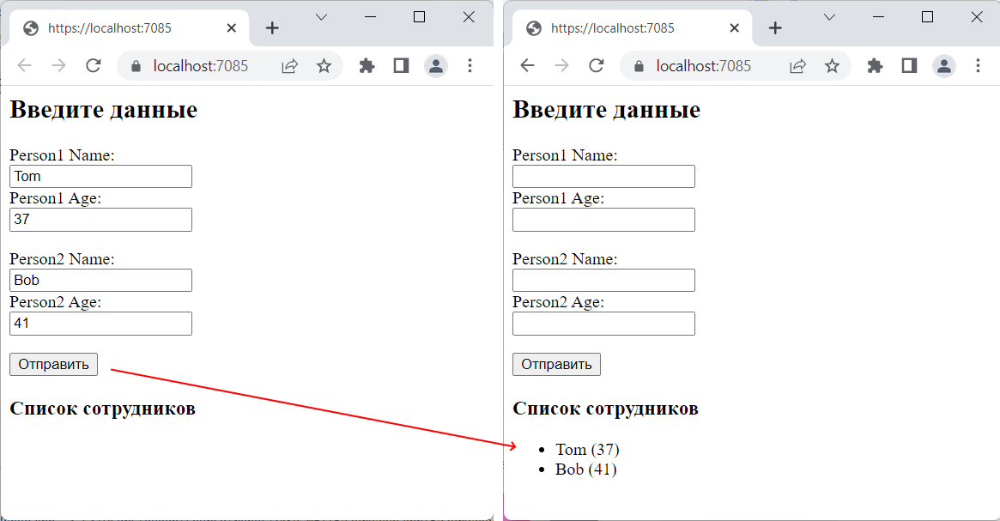 https://localhost:7085
localhost:7085
Введите данные
Person1 Name:
Tom
Person1 Age:
37
Person2 Name:
Bob
Person2 Age:
41
Отправить
Список сотрудников
https://localhost:7085
localhost:7085
Введите данные
Person1 Name:
Person1 Age:
Person2 Name:
Person2 Age:
Отправить
Список сотрудников
Tom (37)
Bob (41)